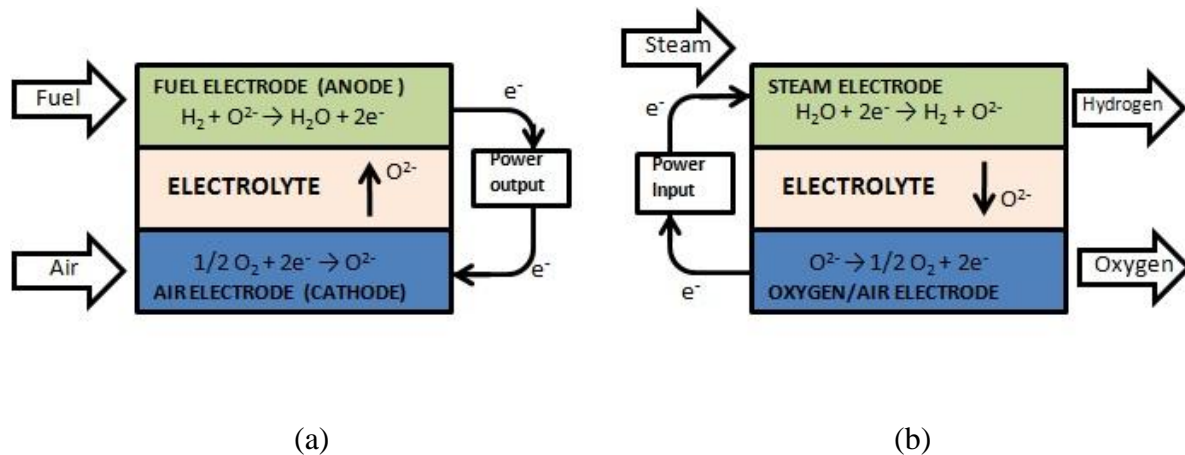 Fuel
FUEL ELECTRODE (ANODE )
H₂ + O²⁻ → H₂O + 2e⁻
e⁻
Power
output
ELECTROLYTE
O²⁻
Air
1/2 O₂ + 2e⁻ → O²⁻
AIR ELECTRODE (CATHODE)
e⁻
(a)
Steam
e⁻
STEAM ELECTRODE
H₂O + 2e⁻ → H₂ + O²⁻
Hydrogen
Power
Input
ELECTROLYTE
O²⁻
O²⁻ → 1/2 O₂ + 2e⁻
OXYGEN/AIR ELECTRODE
Oxygen
e⁻
(b)